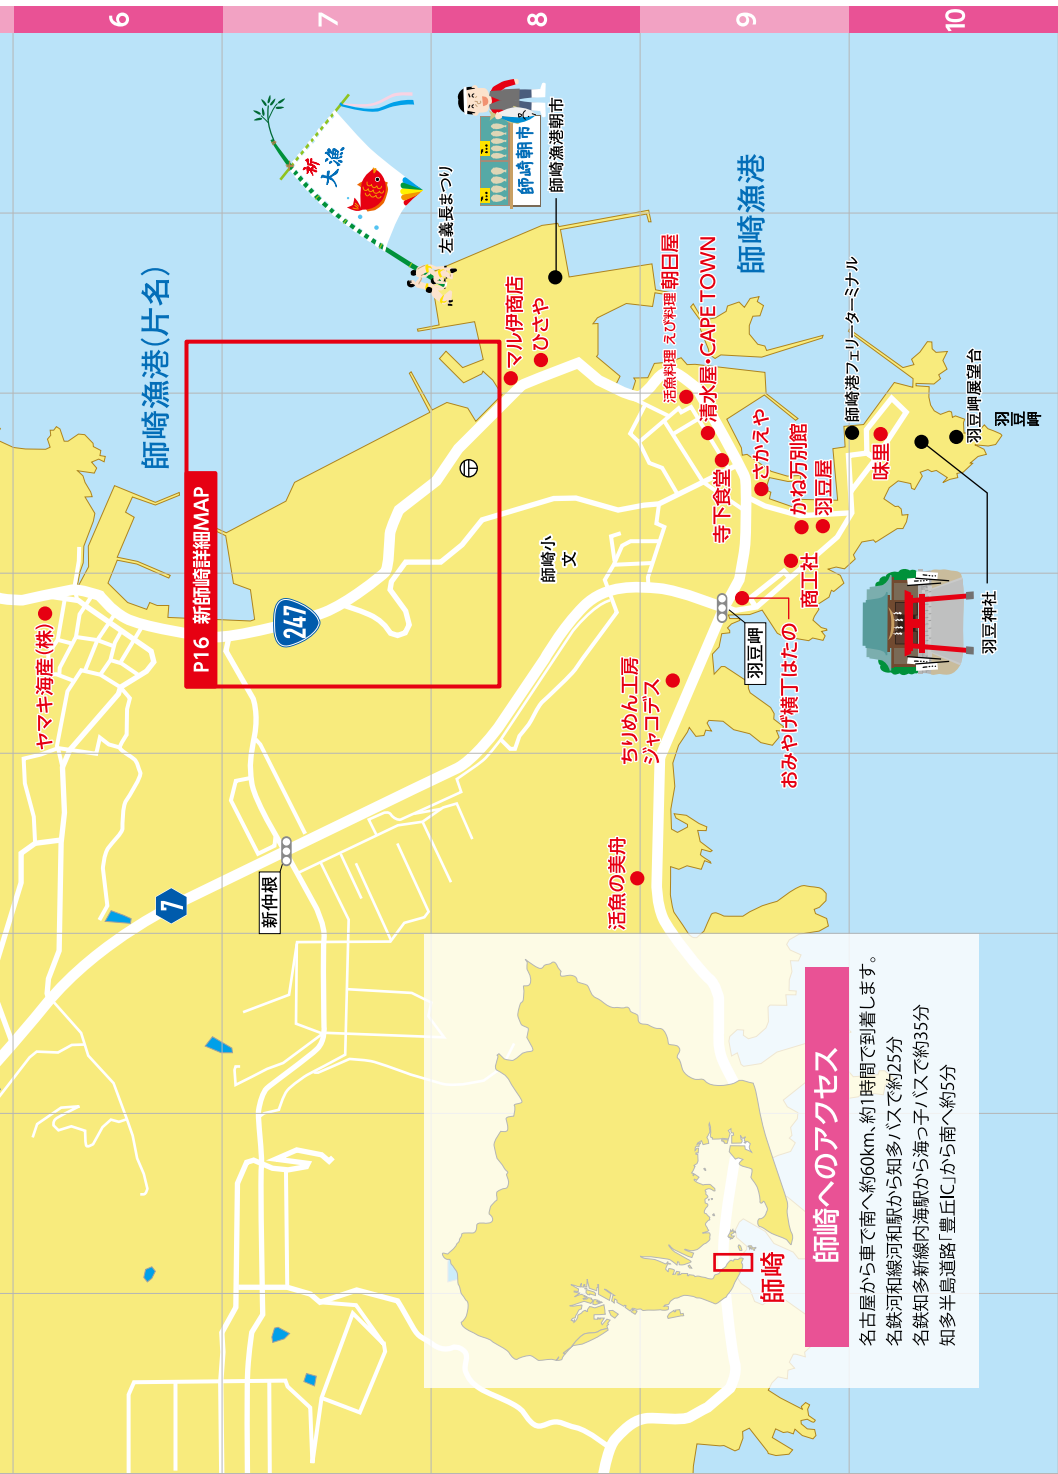 6
7
8
9
10
新
大漁
左義長まつり
師崎朝市
師崎漁港朝市
師崎漁港(片名)
師崎漁港
P16 新師崎詳細MAP
247
マル伊商店
ひさや
活魚料理 えび料理 朝日屋
清水屋・CAPE TOWN
師崎港フェリーターミナル
寺下食堂
さかえや
かね万別館
羽豆屋
味里
羽豆岬展望台
羽豆
岬
師崎小
文
商工社
おみやげ横丁はたの
羽豆岬
羽豆神社
ヤマキ海産(株)
ちりめん工房
ジャコデス
活魚の美舟
7
新仲根
師崎
師崎へのアクセス
名古屋から車で南へ約60km、約1時間で到着します。
名鉄河和線河和駅から知多バスで約25分
名鉄知多新線内海駅から海っ子バスで約35分
知多半島道路「豊丘IC」から南へ約5分